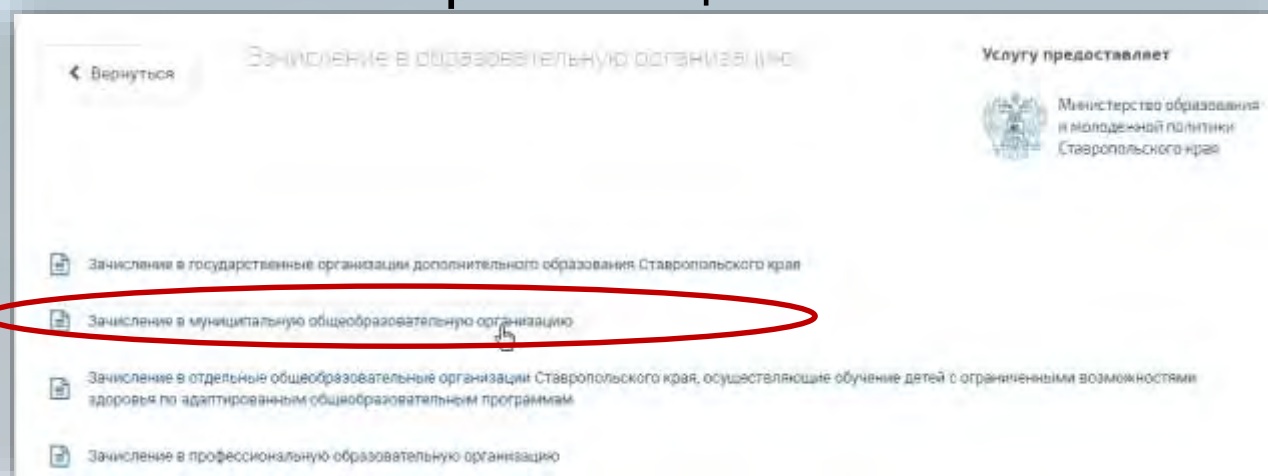 Вернуться
Зачисление в образовательную организацию
Услугу предоставляет
Министерство образования
и молодежной политики
Ставропольского края
Зачисление в государственные организации дополнительного образования Ставропольского края
Зачисление в муниципальную общеобразовательную организацию
Зачисление в отдельные общеобразовательные организации Ставропольского края, осуществляющие обучение детей с ограниченными возможностями
здоровья по адаптированным общеобразовательным программам
Зачисление в профессиональную образовательную организацию